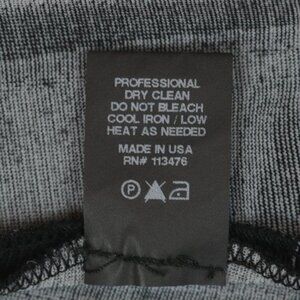 PROFESSIONAL
DRY CLEAN
DO NOT BLEACH
COOL IRON / LOW
HEAT AS NEEDED
MADE IN USA
RN# 113476
P